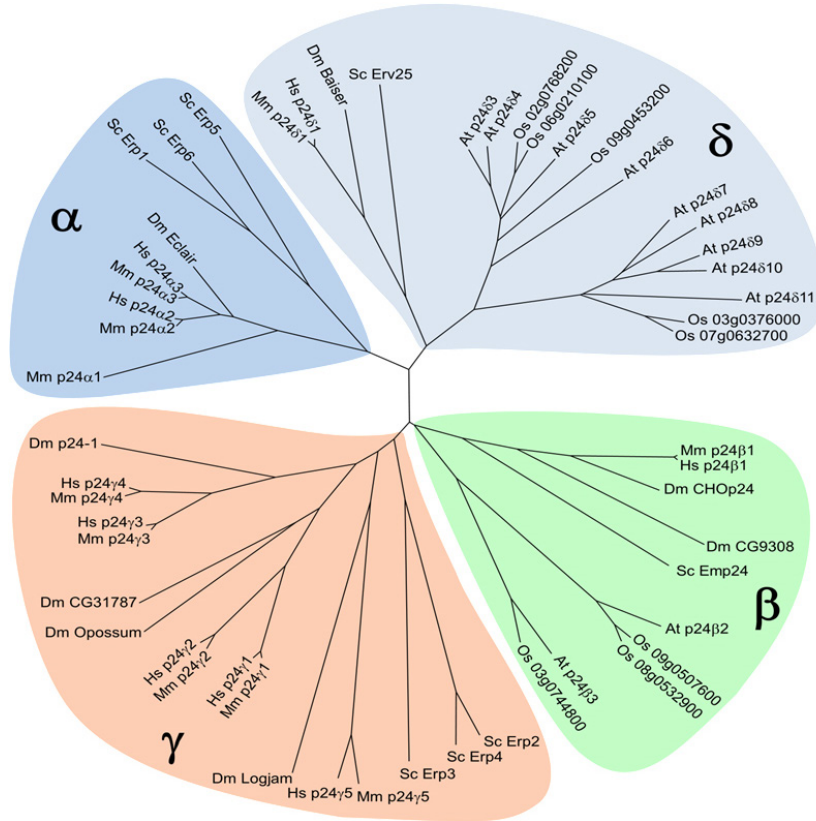 α
Sc Erp1
Sc Erp6
Sc Erp5
Dm Eclair
Hs p24α3
Mm p24α3
Hs p24α2
Mm p24α2
Mm p24α1
δ
Mm p24δ1
Hs p24δ1
Dm Baiser
Sc Erv25
At p24δ3
At p24δ4
Os 02g0768200
Os 06g0210100
At p24δ5
Os 09g0453200
At p24δ6
At p24δ7
At p24δ8
At p24δ9
At p24δ10
At p24δ11
Os 03g0376000
Os 07g0632700
β
Mm p24β1
Hs p24β1
Dm CHOp24
Dm CG9308
Sc Emp24
At p24β2
Os 09g0507600
Os 08g0532900
At p24β3
Os 03g0744800
γ
Dm p24-1
Hs p24γ4
Mm p24γ4
Hs p24γ3
Mm p24γ3
Dm CG31787
Dm Opossum
Hs p24γ2
Mm p24γ2
Hs p24γ1
Mm p24γ1
Dm Logjam
Hs p24γ5
Mm p24γ5
Sc Erp3
Sc Erp4
Sc Erp2